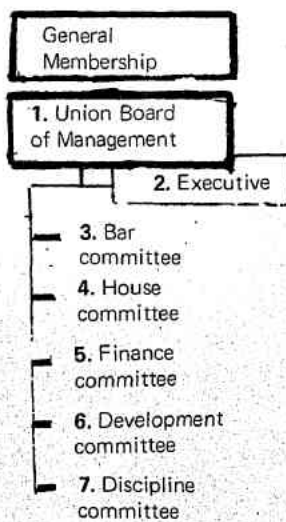 General
Membership
1. Union Board
of Management
2. Executive
3. Bar
committee
4. House
committee
5. Finance
committee
6. Development
committee
7. Discipline
committee